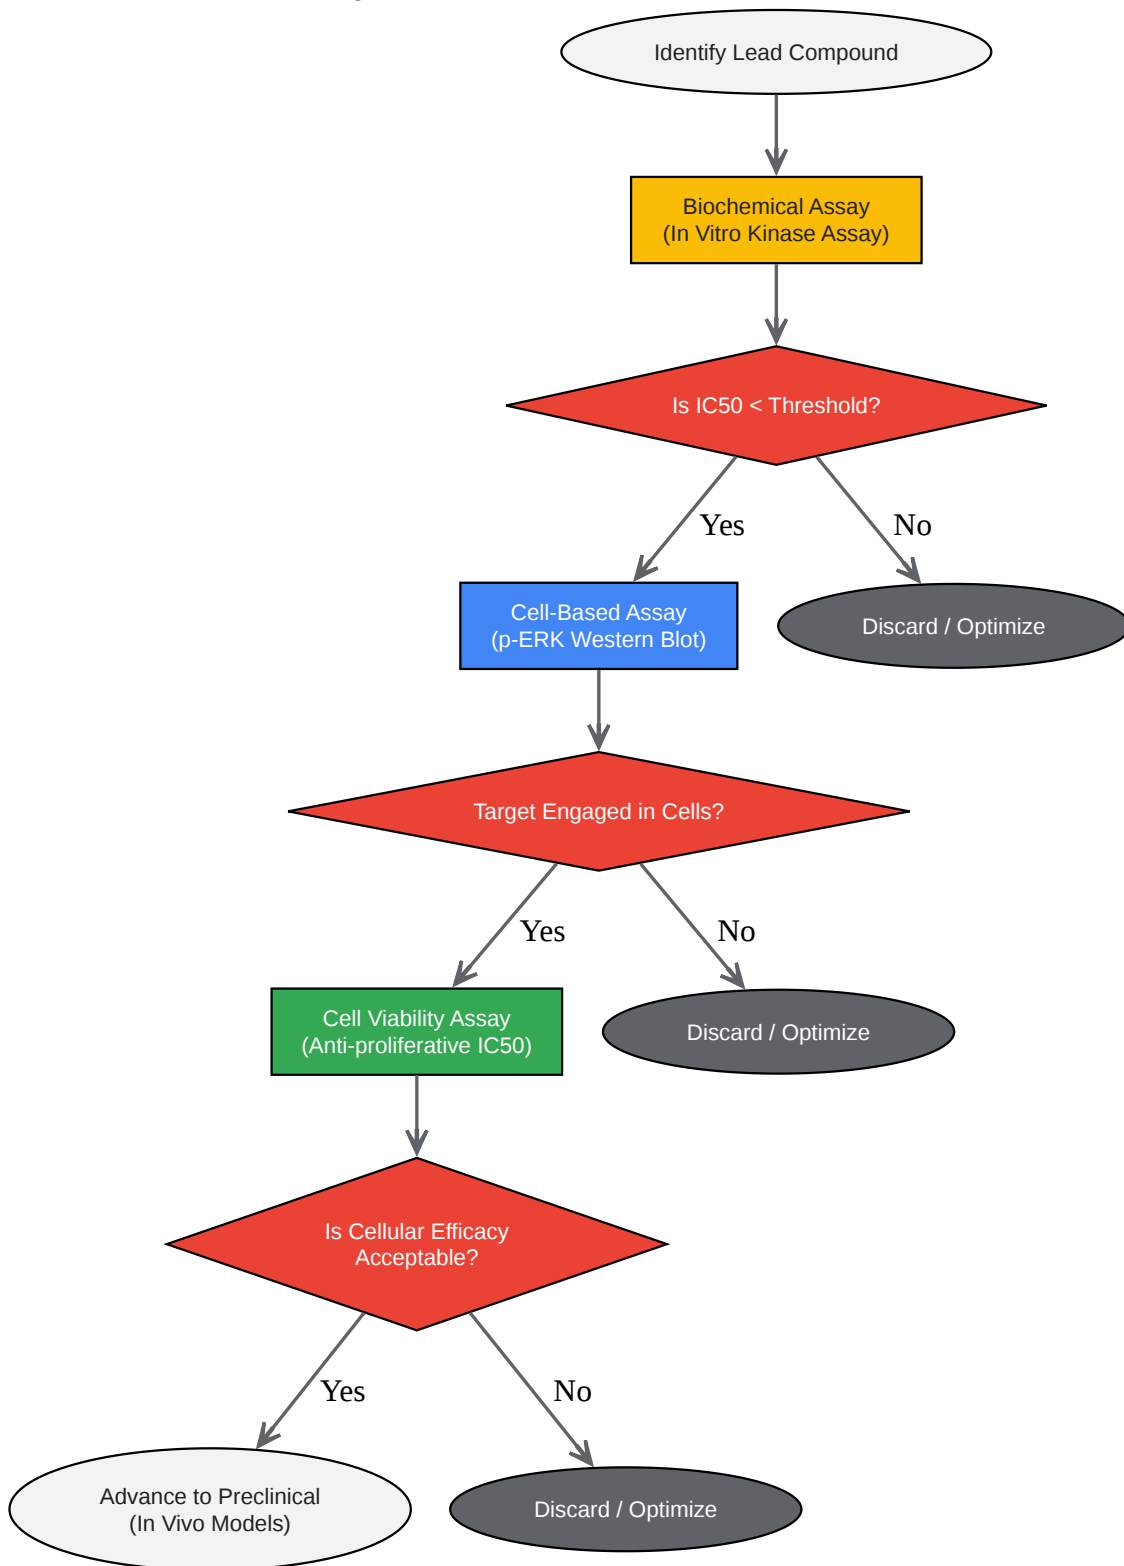 Identify Lead Compound
Biochemical Assay
(In Vitro Kinase Assay)
Is IC50 < Threshold?
Yes
No
Cell-Based Assay
(p-ERK Western Blot)
Discard / Optimize
Target Engaged in Cells?
Yes
No
Cell Viability Assay
(Anti-proliferative IC50)
Discard / Optimize
Is Cellular Efficacy
Acceptable?
Yes
No
Advance to Preclinical
(In Vivo Models)
Discard / Optimize